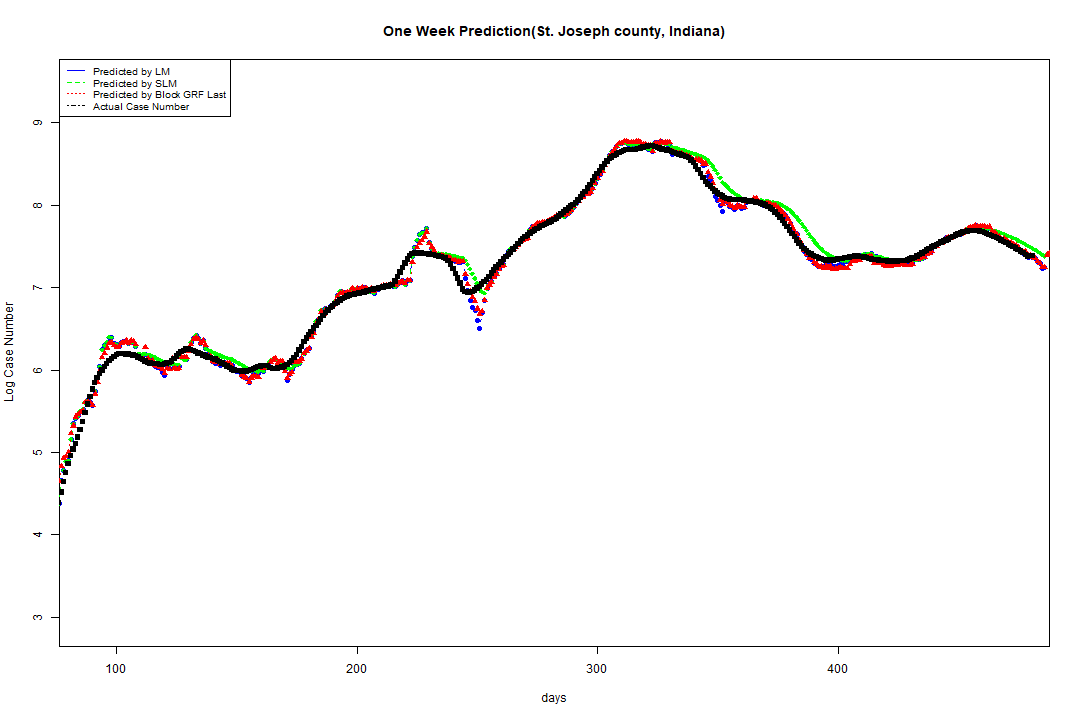 One Week Prediction(St. Joseph county, Indiana)
Predicted by LM
Predicted by SLM
Predicted by Block GRF Last
Actual Case Number
9
8
7
6
5
4
3
Log Case Number
100 200 300 400
days